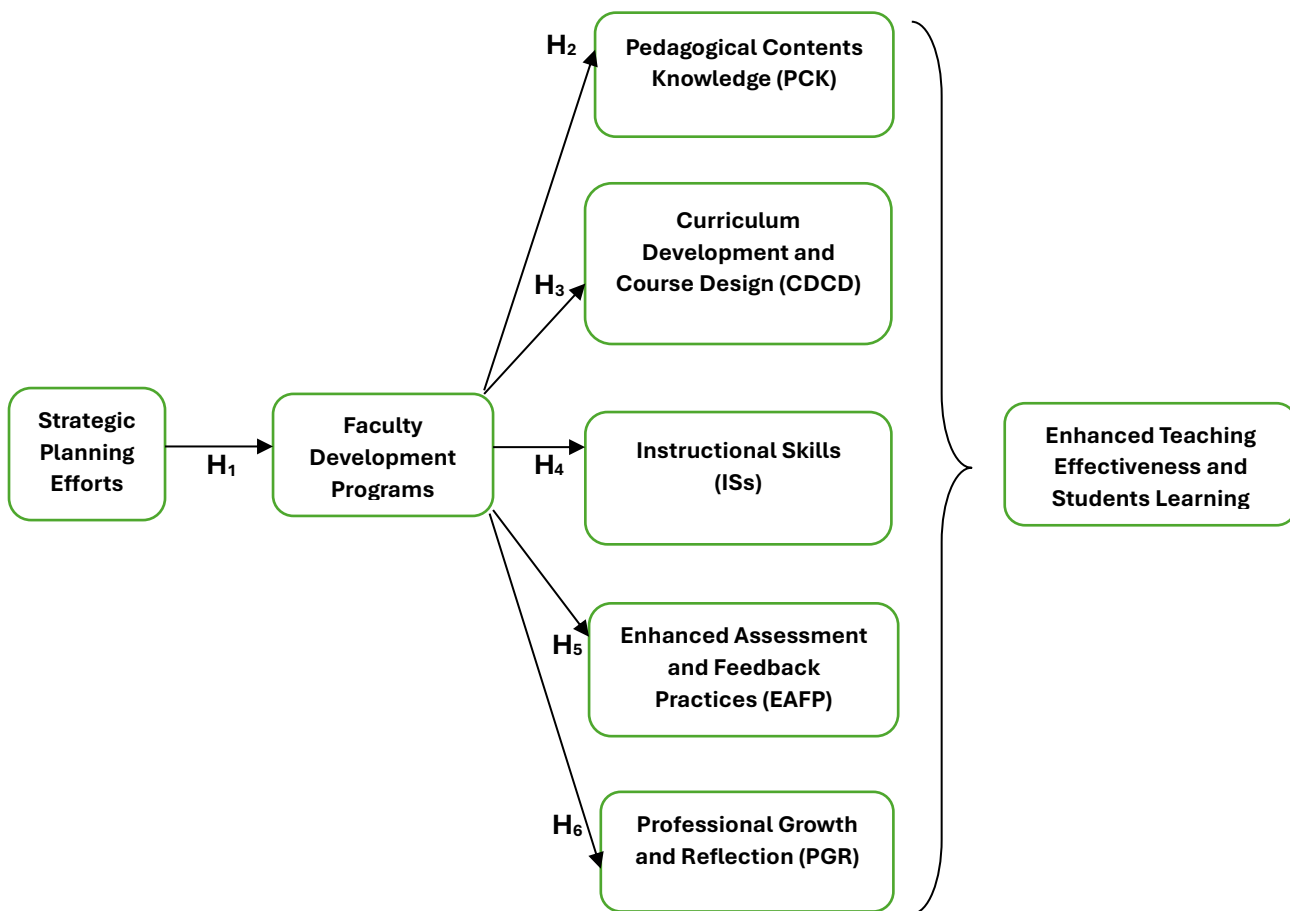 H₂
Pedagogical Contents
Knowledge (PCK)
H₃
Curriculum
Development and
Course Design (CDCD)
Strategic
Planning
Efforts
H₁
Faculty
Development
Programs
H₄
Instructional Skills
(ISs)
Enhanced Teaching
Effectiveness and
Students Learning
H₅
Enhanced Assessment
and Feedback
Practices (EAFP)
H₆
Professional Growth
and Reflection (PGR)